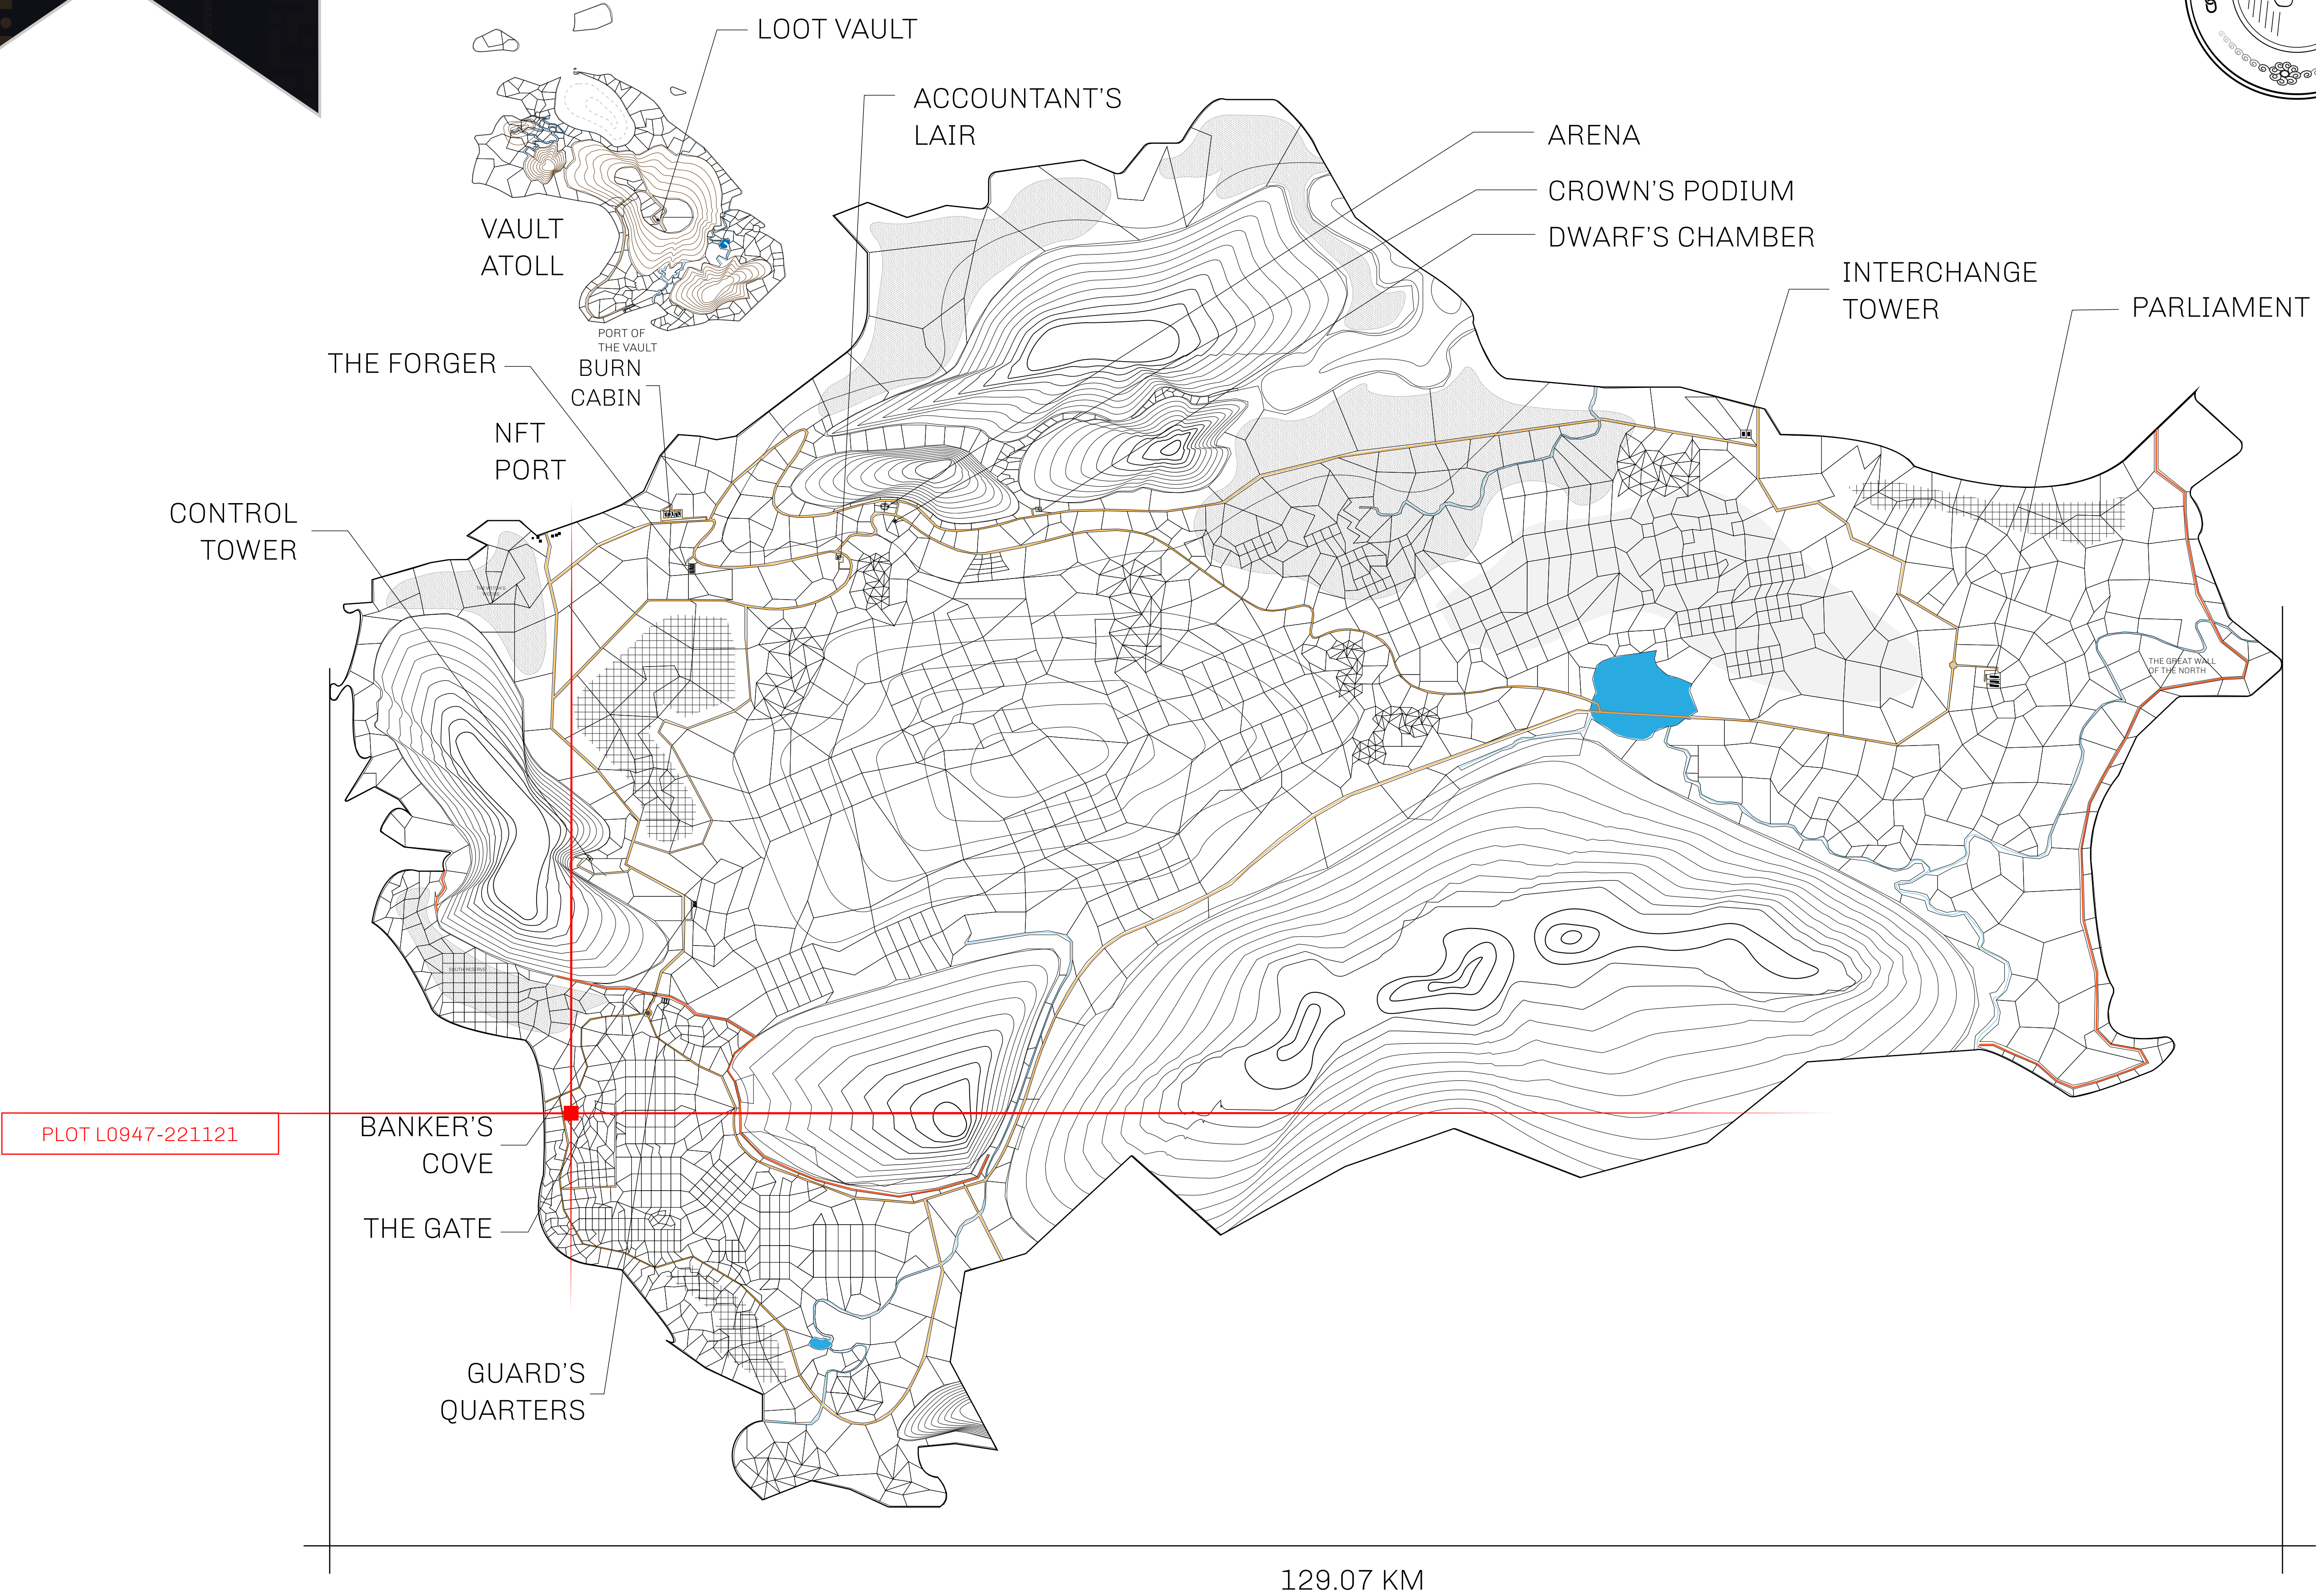 LOOT VAULT
ACCOUNTANT'S
LAIR
ARENA
CROWN'S PODIUM
DWARF'S CHAMBER
INTERCHANGE
TOWER
PARLIAMENT
VAULT
ATOLL
PORT OF
THE VAULT
THE FORGER
BURN
CABIN
NFT
PORT
CONTROL
TOWER
THE GREAT WALL
OF THE NORTH
SOUTH RESERVE
PLOT L0947-221121
BANKER'S
COVE
THE GATE
GUARD'S
QUARTERS
129.07 KM